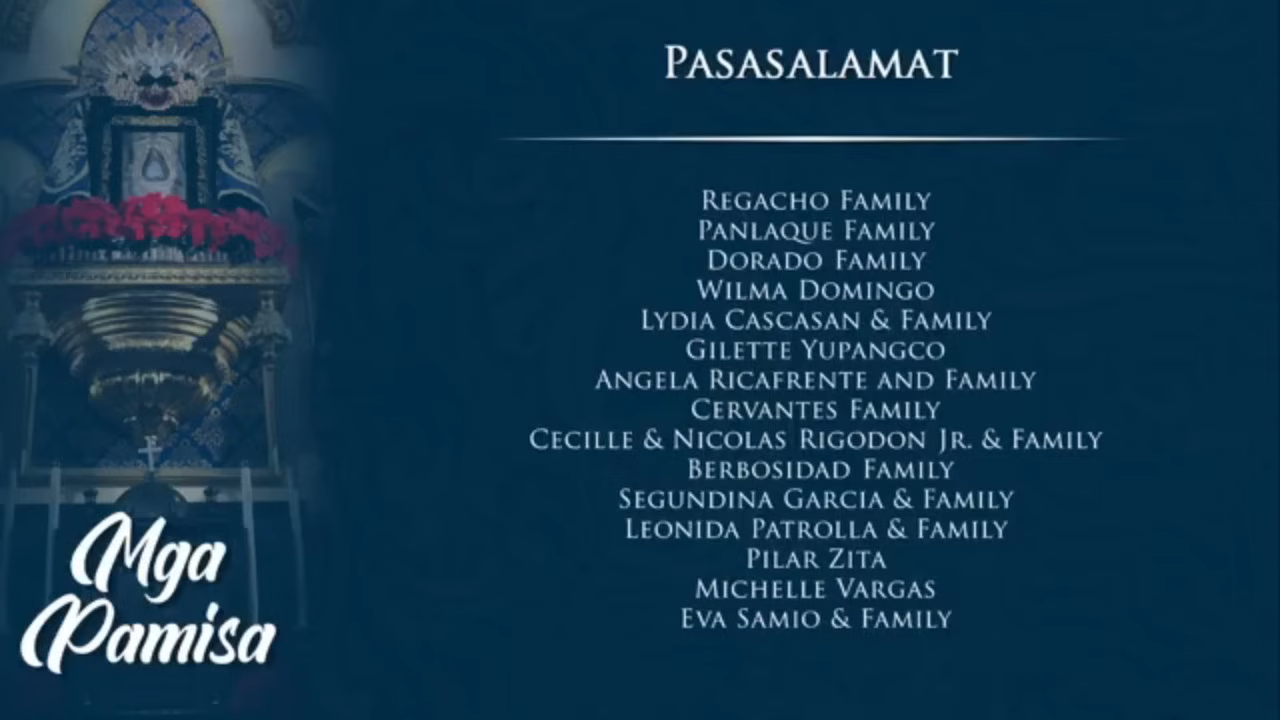 Pasasalamat
Regacho Family
Panlaque Family
Dorado Family
Wilma Domingo
Lydia Cascasan & Family
Gilette Yupangco
Angela Ricafrente and Family
Cervantes Family
Cecille & Nicolas Rigodon Jr. & Family
Berbosidad Family
Segundina Garcia & Family
Leonida Patrolla & Family
Pilar Zita
Michelle Vargas
Eva Samio & Family
Mga
Pamisa